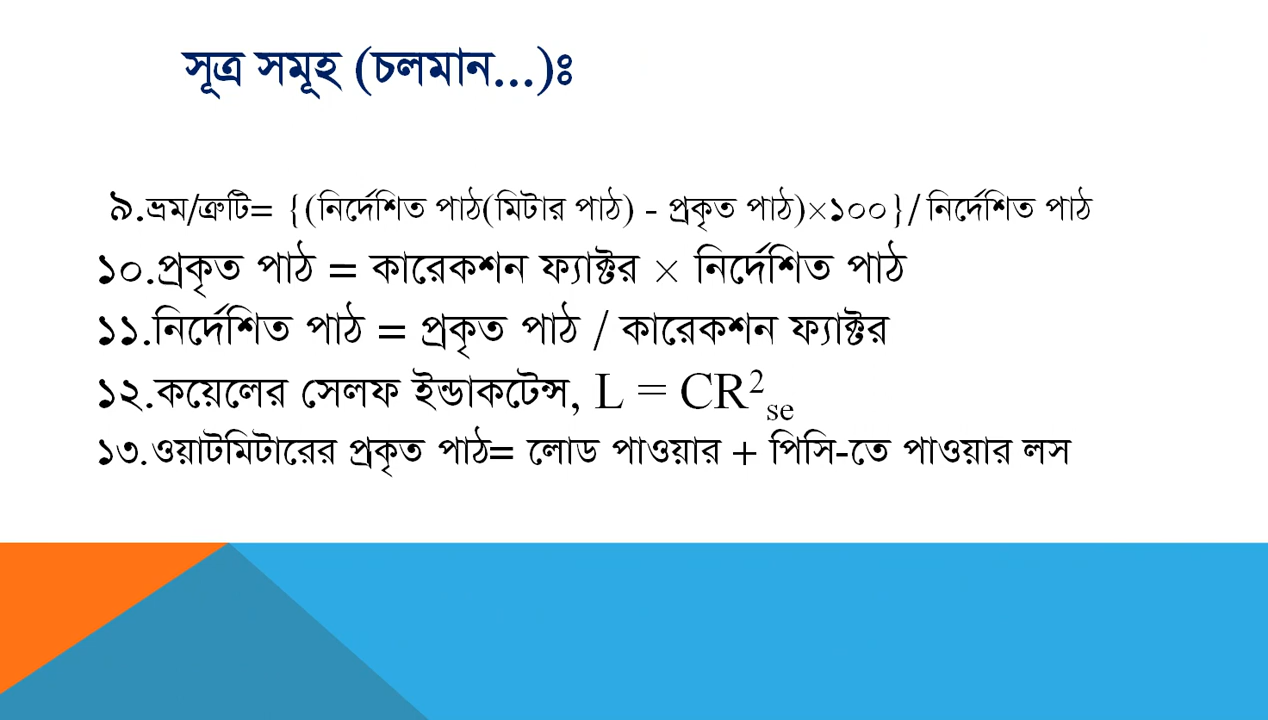 সূত্র সমূহ (চলমান...)ঃ
৯.ভ্রম/ত্রুটি= {(নির্দেশিত পাঠ(মিটার পাঠ) - প্রকৃত পাঠ)×১০০}/ নির্দেশিত পাঠ
১০.প্রকৃত পাঠ = কারেকশন ফ্যাক্টর × নির্দেশিত পাঠ
১১.নির্দেশিত পাঠ = প্রকৃত পাঠ / কারেকশন ফ্যাক্টর
১২.কয়েলের সেলফ ইন্ডাকটেন্স, L = CR²se
১৩.ওয়াটমিটারের প্রকৃত পাঠ= লোড পাওয়ার + পিসি-তে পাওয়ার লস